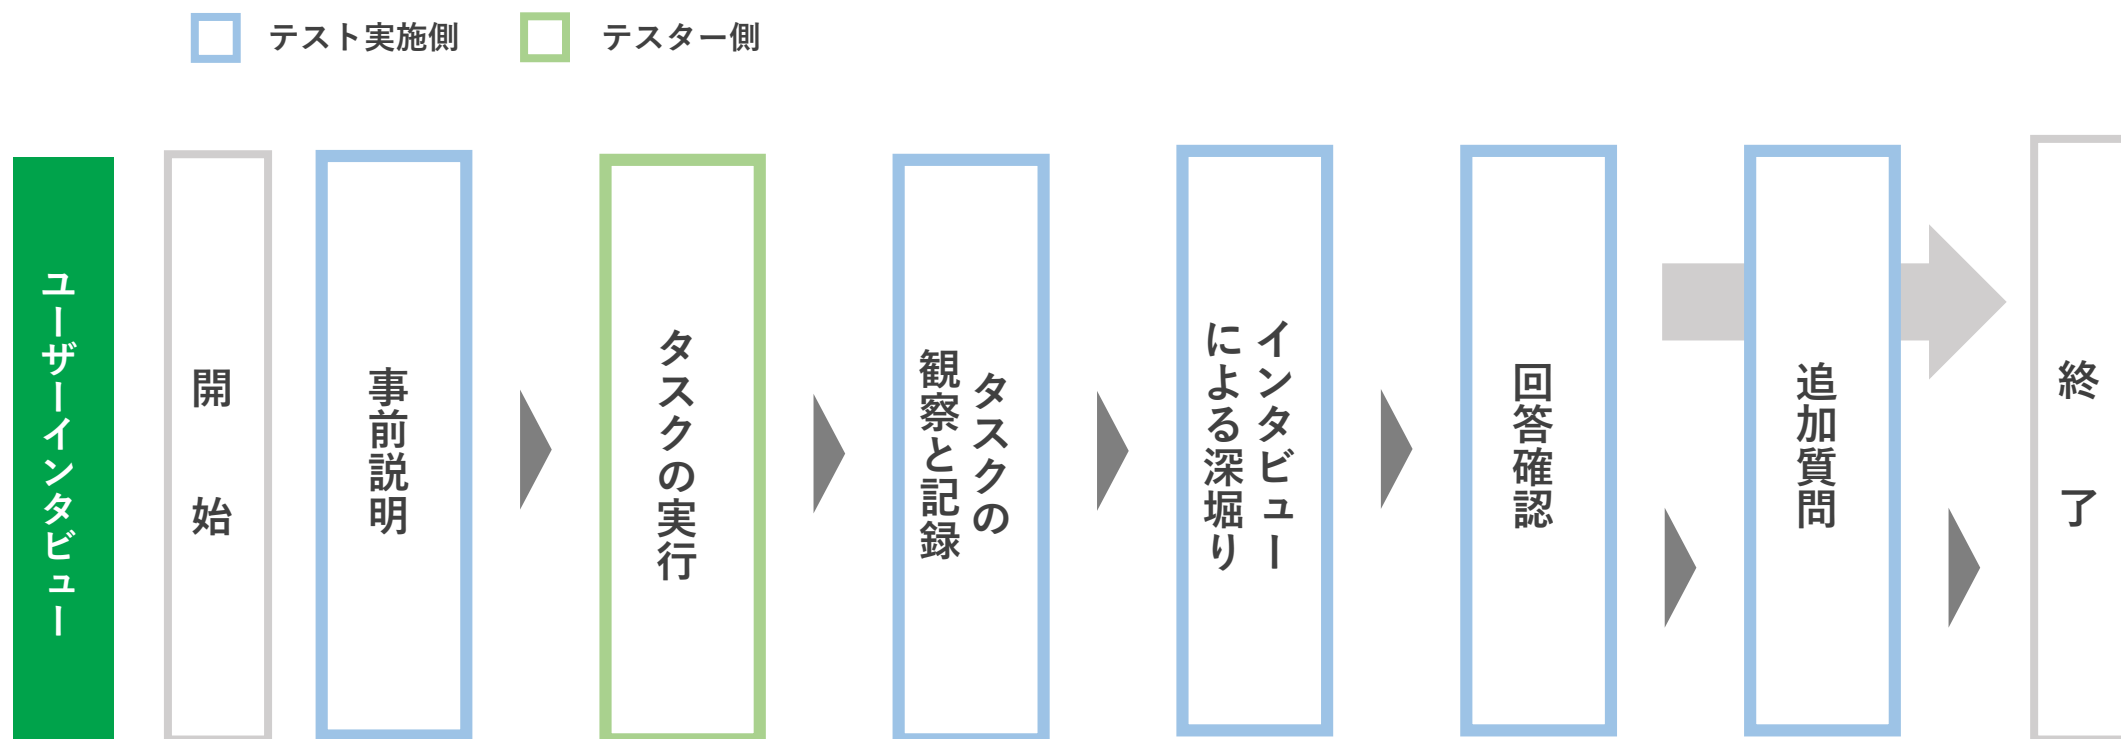 テスト実施側
テスター側
ユーザーインタビュー
開始
事前説明
タスクの実行
タスクの
観察と記録
インタビュー
による深堀り
回答確認
追加質問
終了